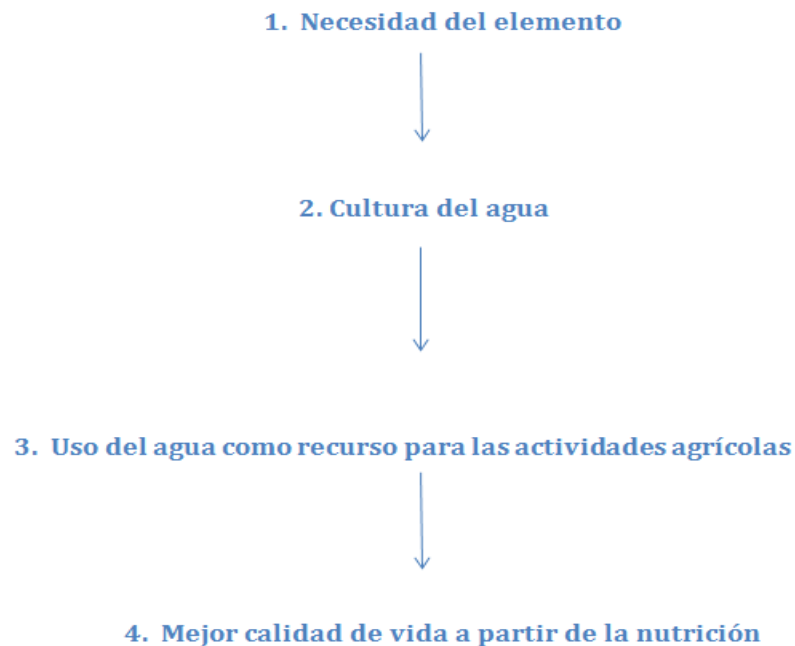 1. Necesidad del elemento
2. Cultura del agua
3. Uso del agua como recurso para las actividades agrícolas
4. Mejor calidad de vida a partir de la nutrición